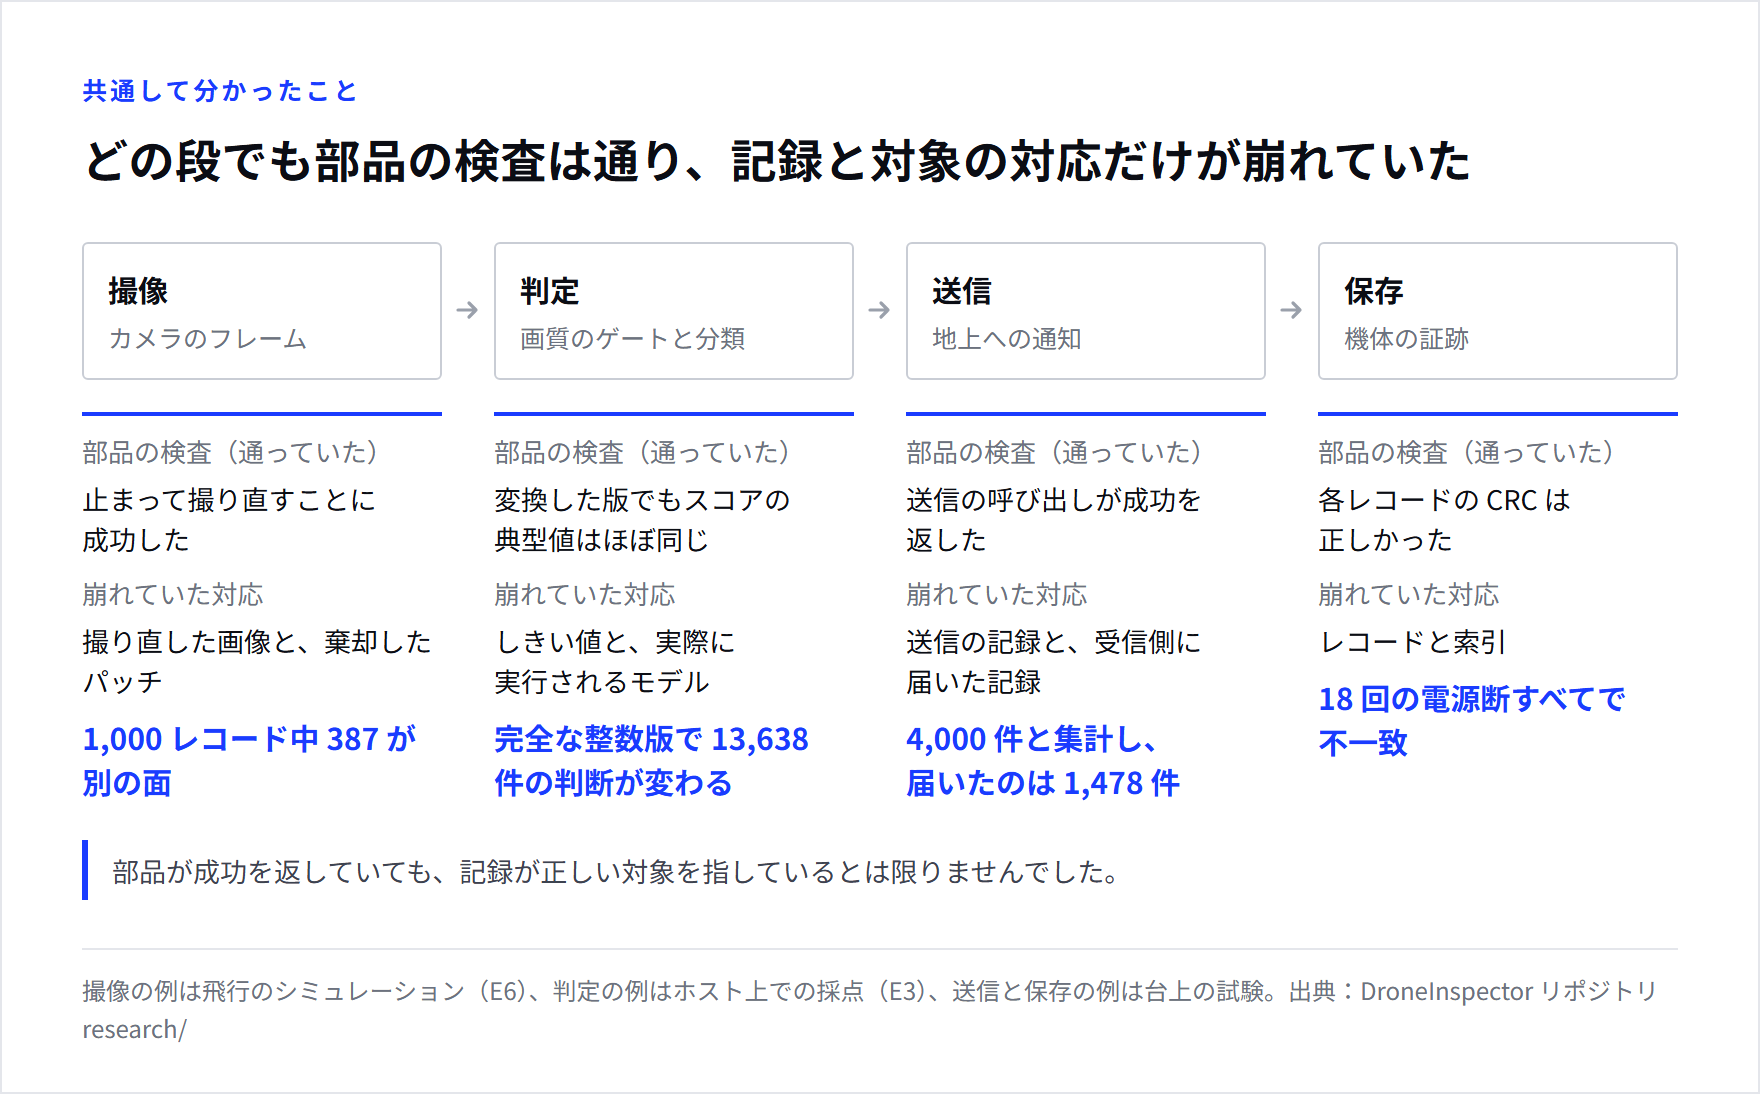 共通して分かったこと
どの段でも部品の検査は通り、記録と対象の対応だけが崩れていた
撮像
カメラのフレーム
→
判定
画質のゲートと分類
→
送信
地上への通知
→
保存
機体の証跡
部品の検査（通っていた）
止まって撮り直すことに
成功した
崩れていた対応
撮り直した画像と、棄却した
パッチ
1,000 レコード中 387 が
別の面
部品の検査（通っていた）
変換した版でもスコアの
典型値はほぼ同じ
崩れていた対応
しきい値と、実際に
実行されるモデル
完全な整数版で 13,638
件の判断が変わる
部品の検査（通っていた）
送信の呼び出しが成功を
返した
崩れていた対応
送信の記録と、受信側に
届いた記録
4,000 件と集計し、
届いたのは 1,478 件
部品の検査（通っていた）
各レコードの CRC は
正しかった
崩れていた対応
レコードと索引
18 回の電源断すべてで
不一致
部品が成功を返していても、記録が正しい対象を指しているとは限りませんでした。
撮像の例は飛行のシミュレーション（E6）、判定の例はホスト上での採点（E3）、送信と保存の例は台上の試験。出典：DroneInspector リポジトリ
research/